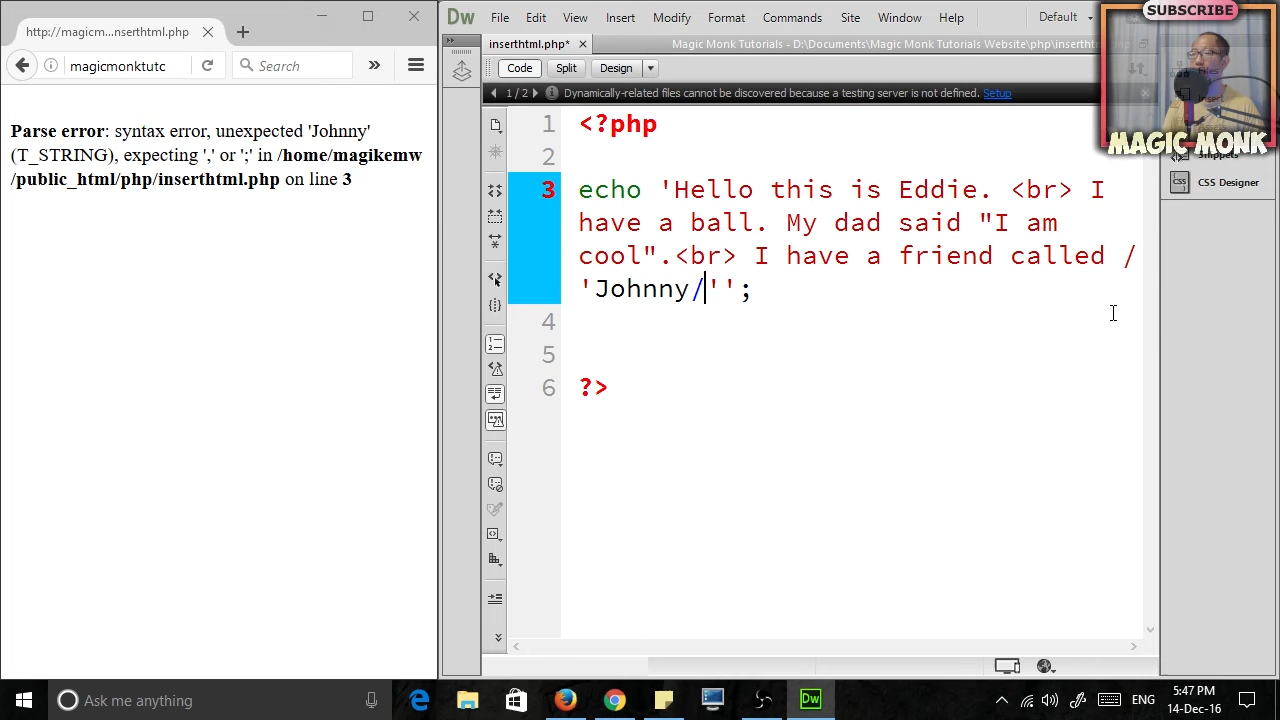 http://magicm...nserthtml.php
magicmonktutc
Search
Parse error: syntax error, unexpected 'Johnny'
(T_STRING), expecting ',' or ';' in /home/magikemw
/public_html/php/inserthtml.php on line 3
Dw File Edit View Insert Modify Format Commands Site Window Help Default
inserthtml.php* Magic Monk Tutorials - D:\Documents\Magic Monk Tutorials Website\php\inserth
Code Split Design
1 / 2 Dynamically-related files cannot be discovered because a testing server is not defined. Setup
1 <?php
2
3 echo 'Hello this is Eddie. <br> I
have a ball. My dad said "I am
cool".<br> I have a friend called /
'Johnny/'';
4
5
6 ?>
SUBSCRIBE
Files
Insert
MAGIC MONK
Snippets
CSS Designer
Ask me anything
Dw
ENG
5:47 PM
14-Dec-16